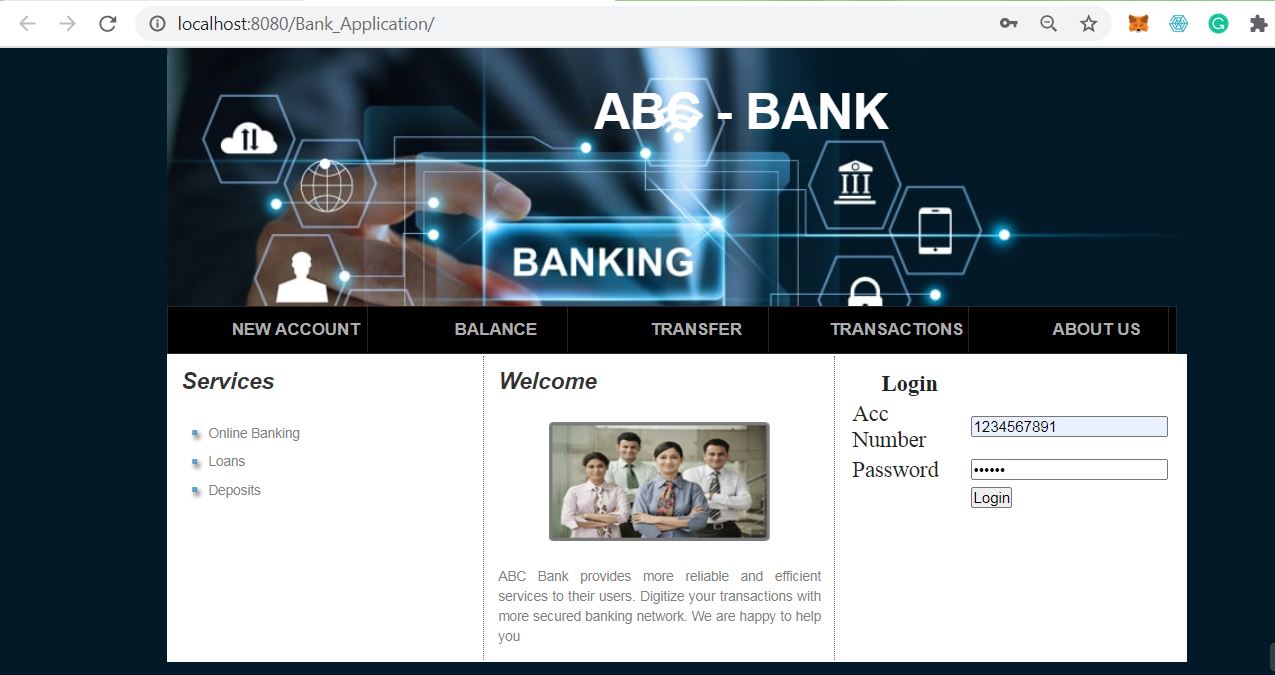 localhost:8080/Bank_Application/
ABC - BANK
BANKING
NEW ACCOUNT BALANCE TRANSFER TRANSACTIONS ABOUT US
Services
Online Banking
Loans
Deposits
Welcome
ABC Bank provides more reliable and efficient
services to their users. Digitize your transactions with
more secured banking network. We are happy to help
you
Login
Acc
Number 1234567891
Password ••••••
Login